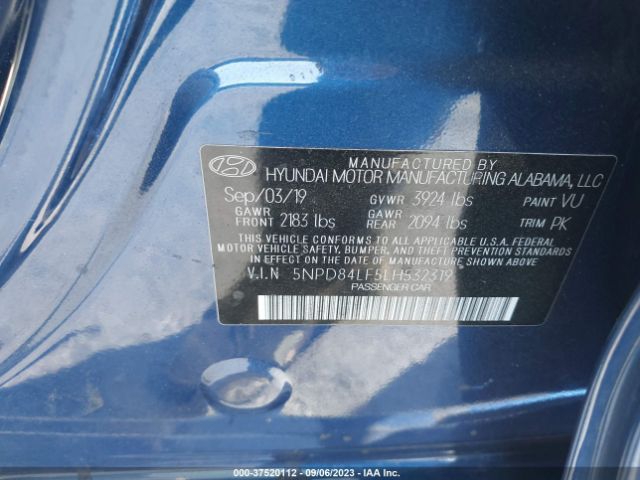 MANUFACTURED BY
HYUNDAI MOTOR MANUFACTURING ALABAMA, LLC
Sep/03/19 GVWR 3924 lbs PAINT VU
GAWR FRONT 2183 lbs GAWR REAR 2094 lbs TRIM PK
THIS VEHICLE CONFORMS TO ALL APPLICABLE U.S.A. FEDERAL
MOTOR VEHICLE SAFETY, BUMPER, AND THEFT PREVENTION
STANDARDS IN EFFECT ON THE DATE OF MANUFACTURE SHOWN ABOVE.
V.I.N 5NPD84LF5LH532319
PASSENGER CAR
000-37520112 - 09/06/2023 - IAA Inc.